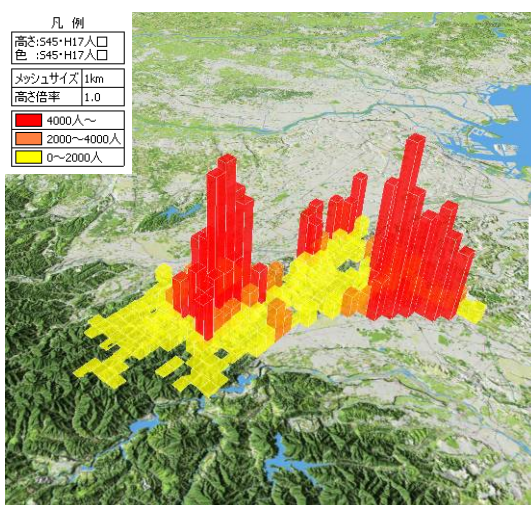 凡 例
高さ:S45・H17人口
色 :S45・H17人口
メッシュサイズ 1km
高さ倍率 1.0
4000人～
2000～4000人
0～2000人